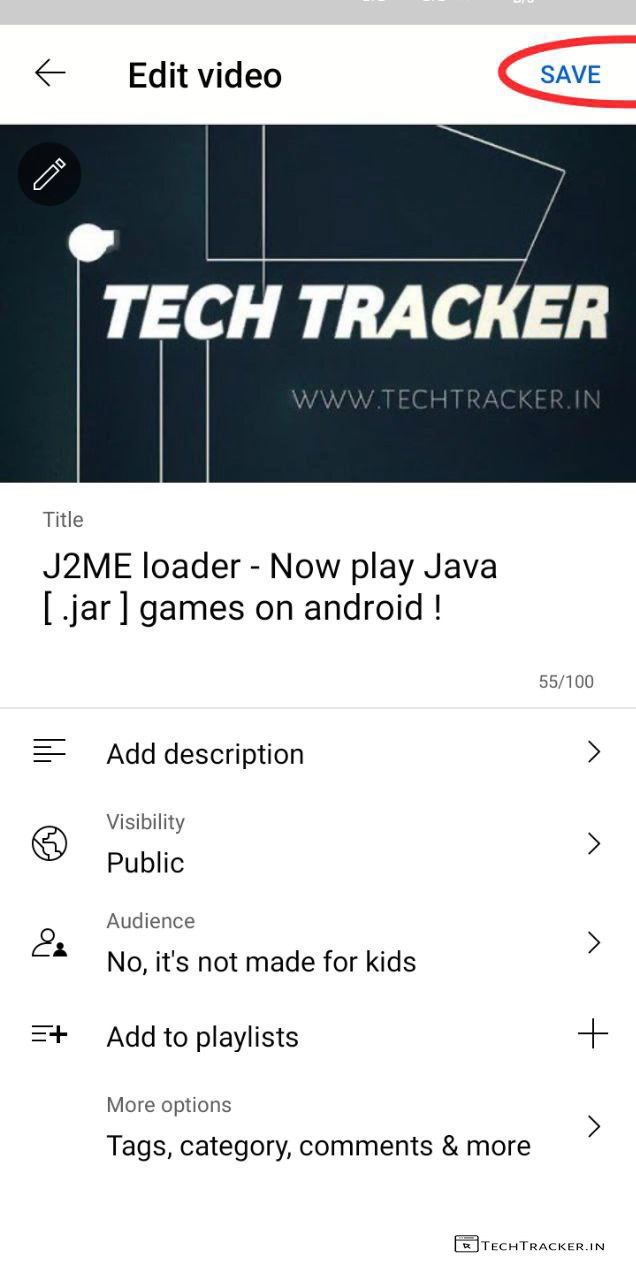 Edit video
SAVE
TECH TRACKER
WWW.TECHTRACKER.IN
Title
J2ME loader - Now play Java
[ .jar ] games on android !
55/100
Add description
Visibility
Public
Audience
No, it's not made for kids
Add to playlists
More options
Tags, category, comments & more
TECHTRACKER.IN